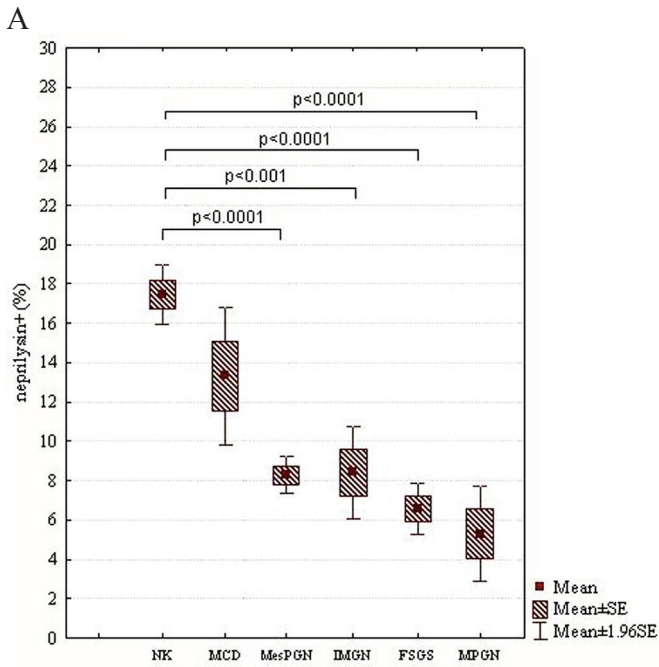 A
30
28
p<0.0001
26
p<0.0001
24
p<0.001
22
p<0.0001
20
18
16
14
12
10
8
6
4
2
0
neprilysin+ (%)
NK MCD MesPGN IMGN FSGS MPGN
Mean
Mean±SE
Mean±1.96SE